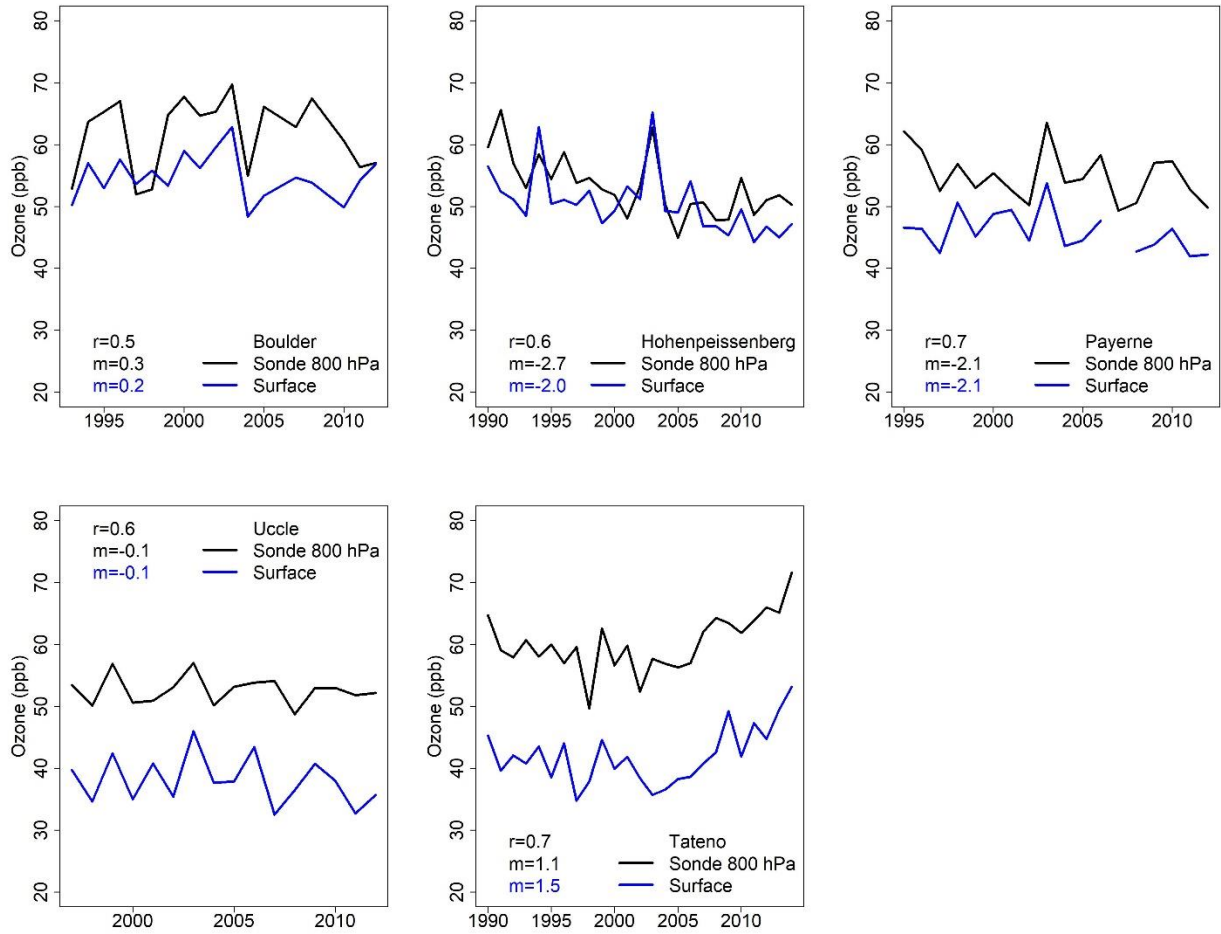 Ozone (ppb)
80
70
60
50
40
30
20
r=0.5 Boulder
m=0.3 Sonde 800 hPa
m=0.2 Surface
1995 2000 2005 2010
Ozone (ppb)
80
70
60
50
40
30
20
r=0.6 Hohenpeissenberg
m=-2.7 Sonde 800 hPa
m=-2.0 Surface
1990 1995 2000 2005 2010
Ozone (ppb)
80
70
60
50
40
30
20
r=0.7 Payerne
m=-2.1 Sonde 800 hPa
m=-2.1 Surface
1995 2000 2005 2010
Ozone (ppb)
80
70
60
50
40
30
20
r=0.6 Uccle
m=-0.1 Sonde 800 hPa
m=-0.1 Surface
2000 2005 2010
Ozone (ppb)
80
70
60
50
40
30
20
r=0.7 Tateno
m=1.1 Sonde 800 hPa
m=1.5 Surface
1990 1995 2000 2005 2010